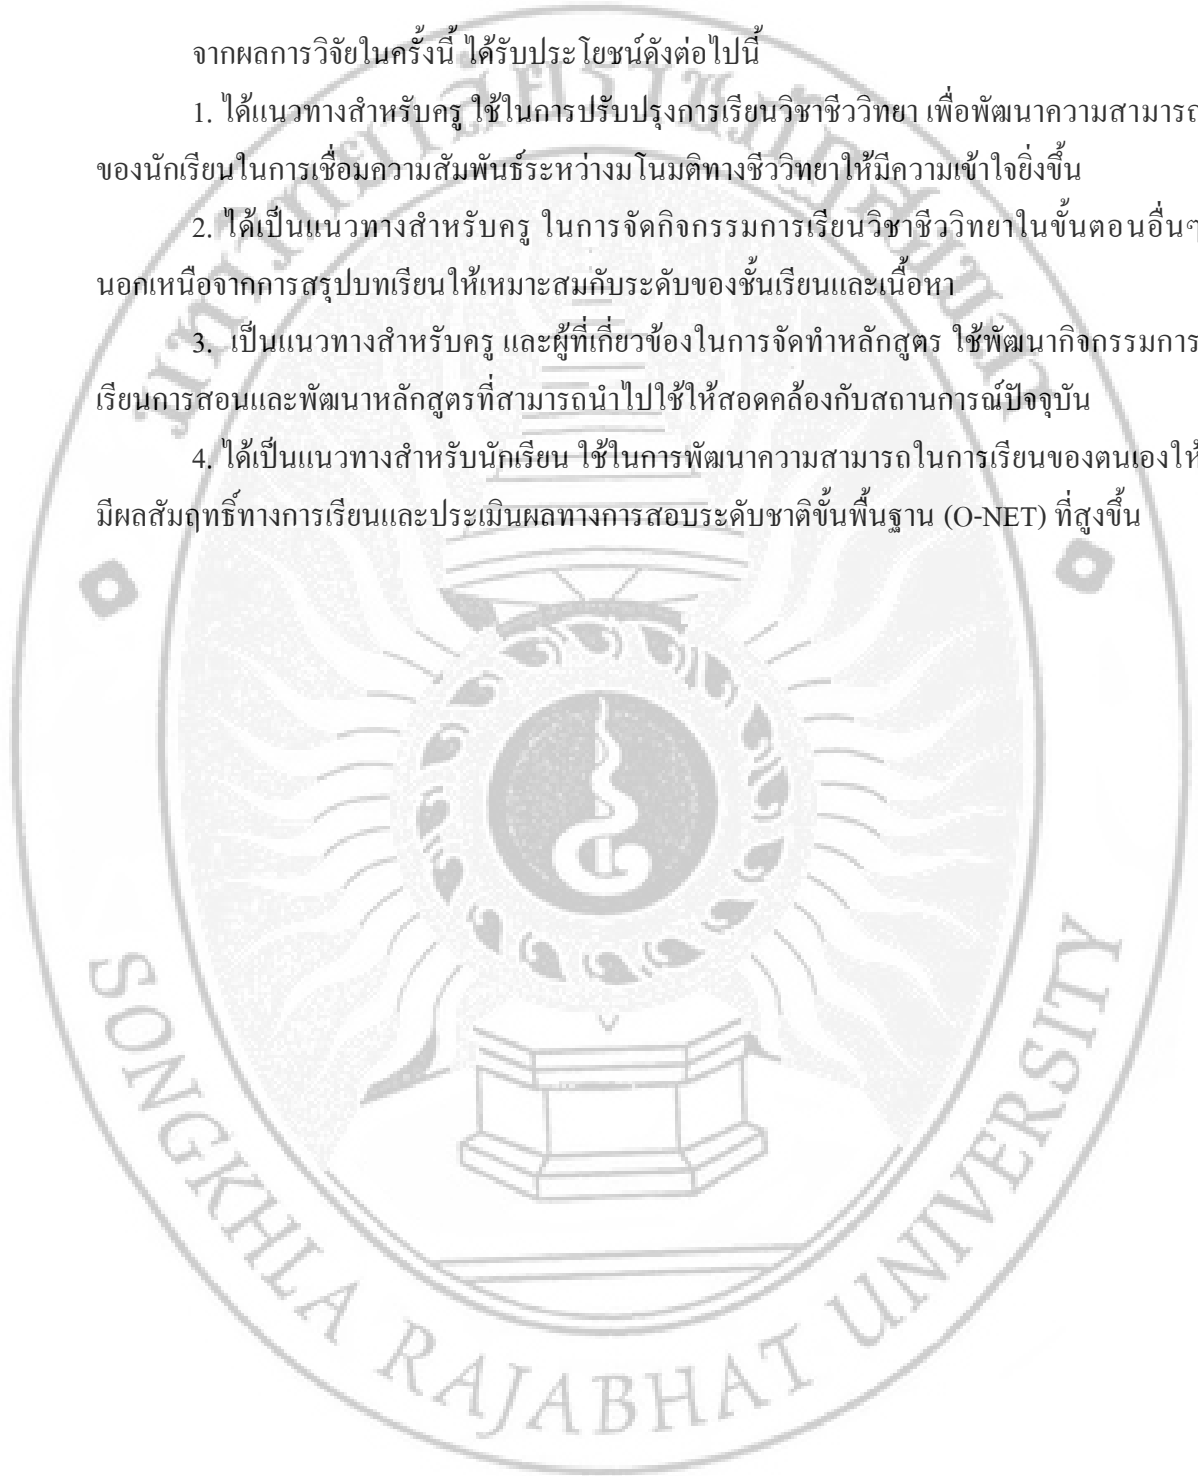 จากผลการวิจัยในครั้งนี้ ได้รับประโยชน์ดังต่อไปนี้
1. ได้แนวทางสำหรับครู ใช้ในการปรับปรุงการเรียนวิชาชีววิทยา เพื่อพัฒนาความสามารถ
ของนักเรียนในการเชื่อมความสัมพันธ์ระหว่างมโนมติทางชีววิทยาให้มีความเข้าใจยิ่งขึ้น
2. ได้เป็นแนวทางสำหรับครู ในการจัดกิจกรรมการเรียนวิชาชีววิทยาในขั้นตอนอื่นๆ
นอกเหนือจากการสรุปบทเรียนให้เหมาะสมกับระดับของชั้นเรียนและเนื้อหา
3. เป็นแนวทางสำหรับครู และผู้ที่เกี่ยวข้องในการจัดทำหลักสูตร ใช้พัฒนากิจกรรมการ
เรียนการสอนและพัฒนาหลักสูตรที่สามารถนำไปใช้ให้สอดคล้องกับสถานการณ์ปัจจุบัน
4. ได้เป็นแนวทางสำหรับนักเรียน ใช้ในการพัฒนาความสามารถในการเรียนของตนเองให้
มีผลสัมฤทธิ์ทางการเรียนและประเมินผลทางการสอบระดับชาติขั้นพื้นฐาน (O-NET) ที่สูงขึ้น
มหาวิทยาลัยราชภัฏสงขลา
SONGKHLA RAJABHAT UNIVERSITY